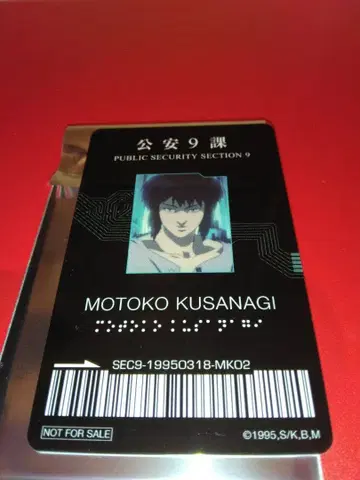 公安9課
PUBLIC SECURITY SECTION 9
MOTOKO KUSANAGI
SEC9-19950318-MK02
NOT FOR SALE
©1995,S/K,B,M